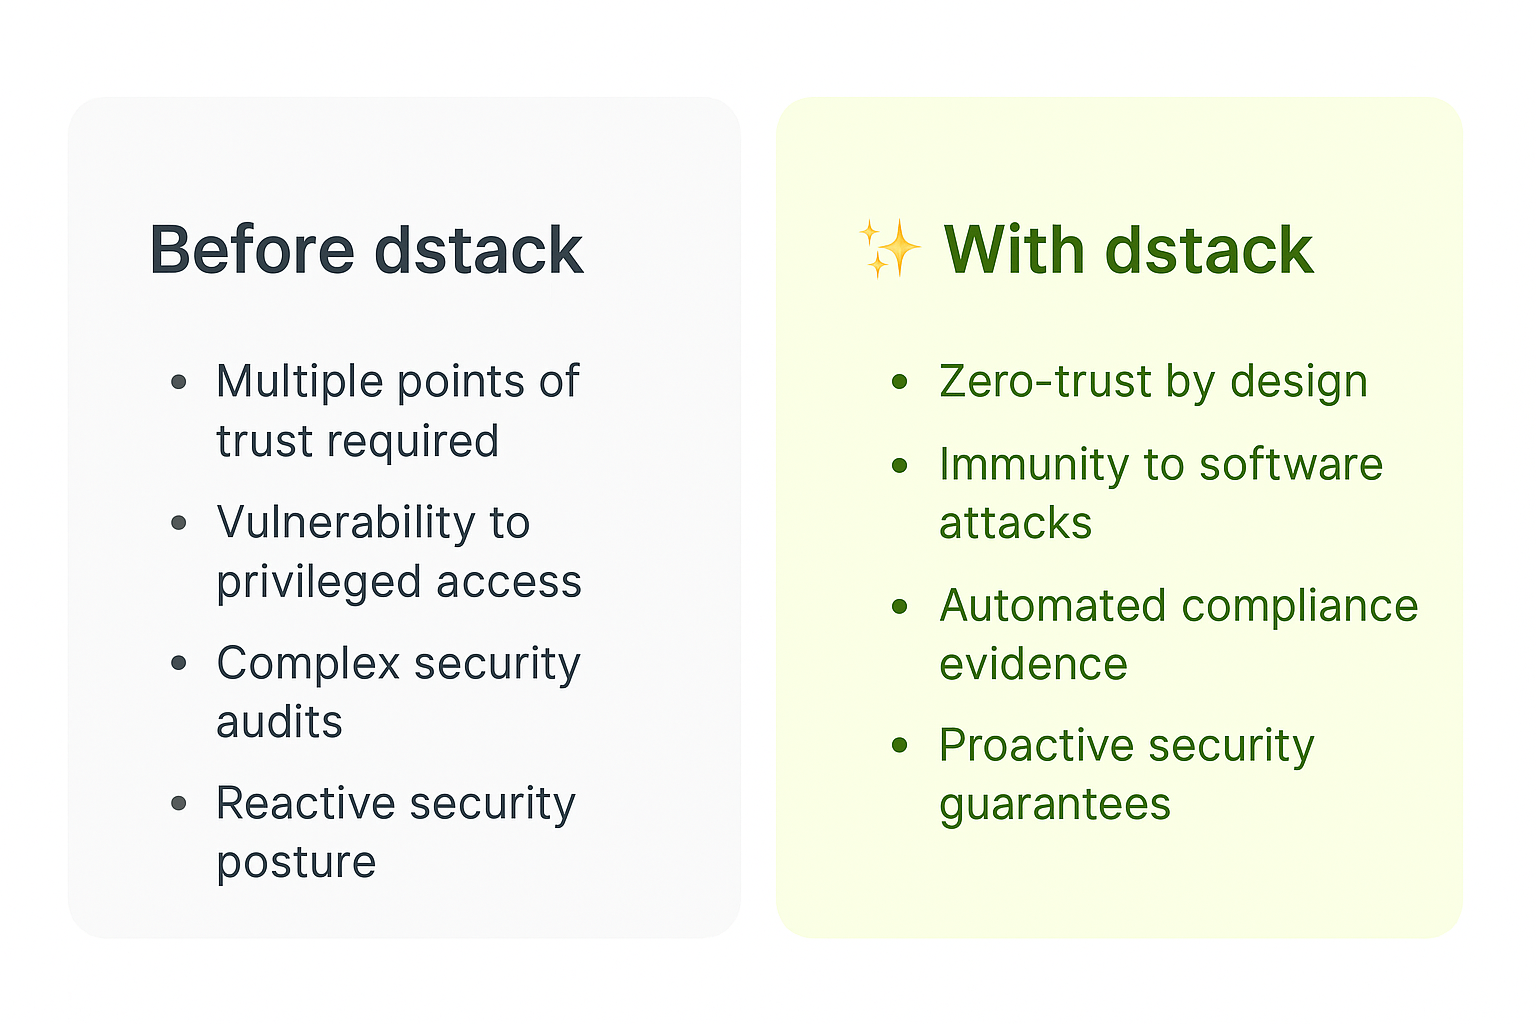 Before dstack
• Multiple points of
trust required
• Vulnerability to
privileged access
• Complex security
audits
• Reactive security
posture
✨ With dstack
• Zero-trust by design
• Immunity to software
attacks
• Automated compliance
evidence
• Proactive security
guarantees